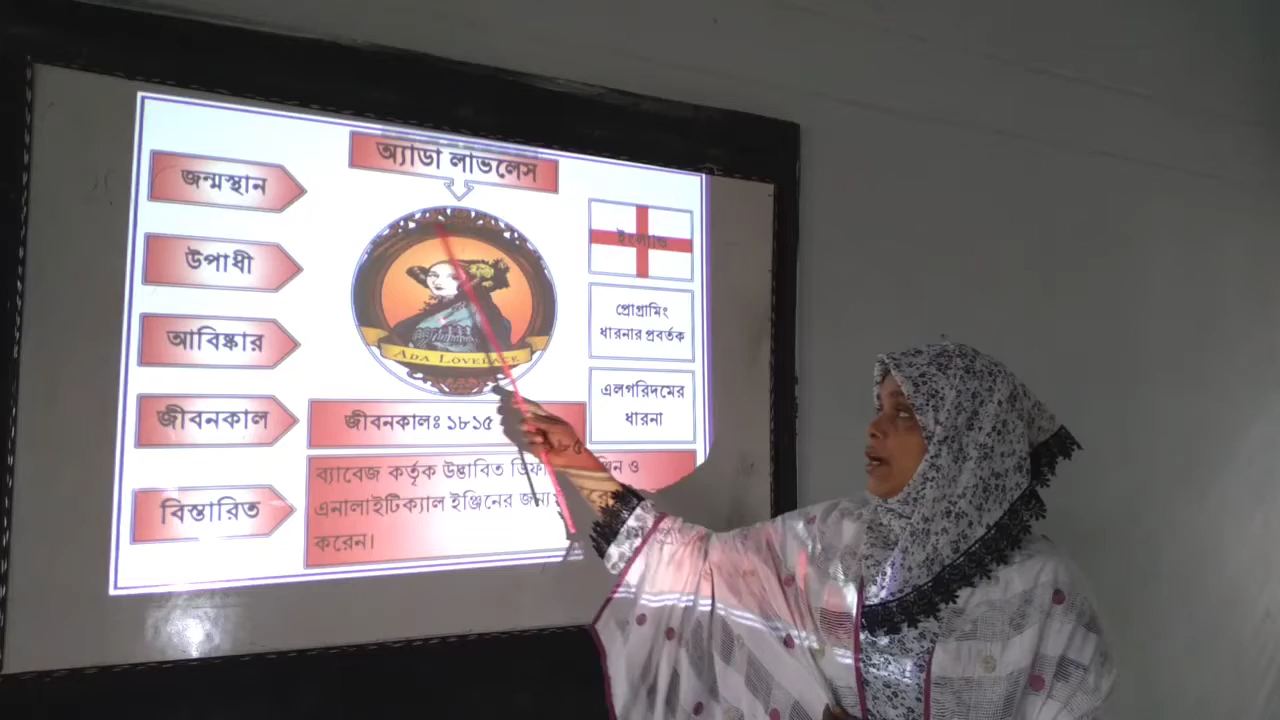 অ্যাডা লাভলেস
জন্মস্থান
ইংল্যান্ড
উপাধী
প্রোগ্রামিং
ধারনার প্রবর্তক
আবিষ্কার
এলগরিদমের
ধারনা
ADA LOVELACE
জীবনকাল
জীবনকালঃ ১৮১৫
বিস্তারিত
ব্যাবেজ কর্তৃক উদ্ভাবিত ও
এনালাইটিক্যাল ইঞ্জিনের জন্য
করেন।